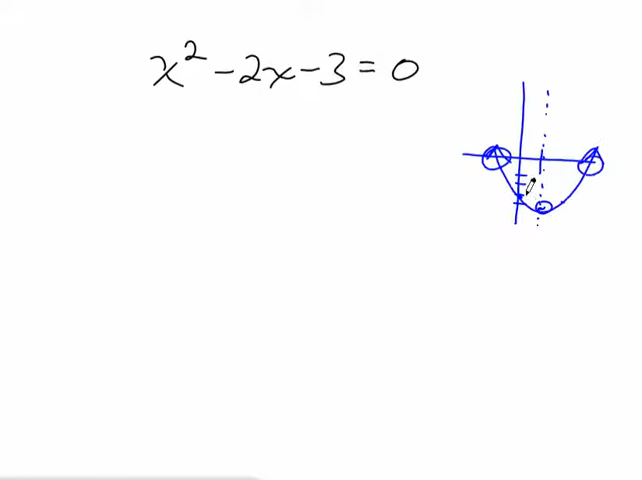 x² - 2x - 3 = 0